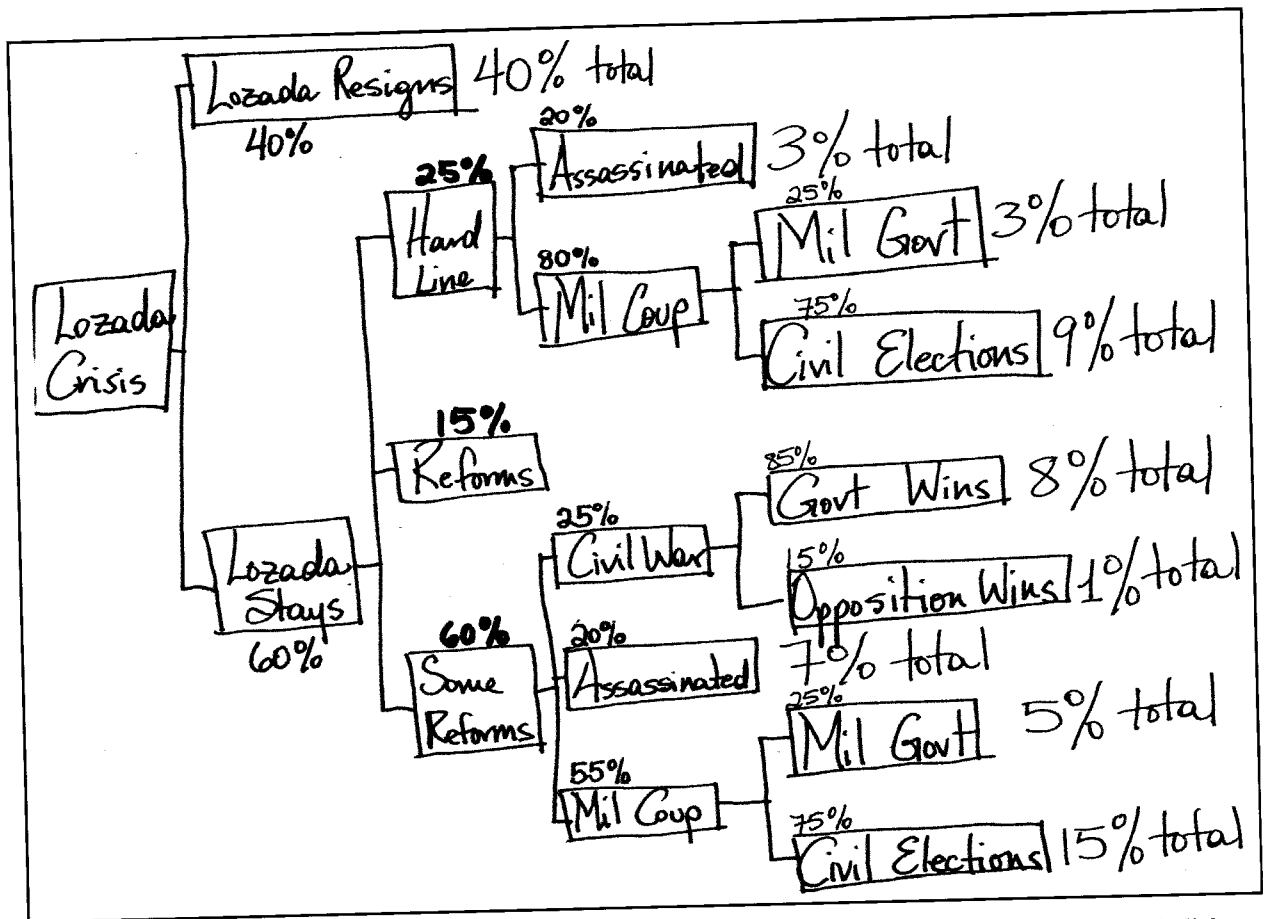 Lozada Resigns 40% total
40%
20%
Assassinated 3% total
25%
Hard
Line
25%
Mil Govt 3% total
80%
Mil Coup
75%
Civil Elections 9% total
Lozada
Crisis
15%
Reforms
85%
Govt Wins 8% total
25%
Civil War
15%
Opposition Wins 1% total
Lozada
Stays
60%
60%
Some
Reforms
20%
Assassinated 7% total
25%
Mil Govt 5% total
55%
Mil Coup
75%
Civil Elections 15% total